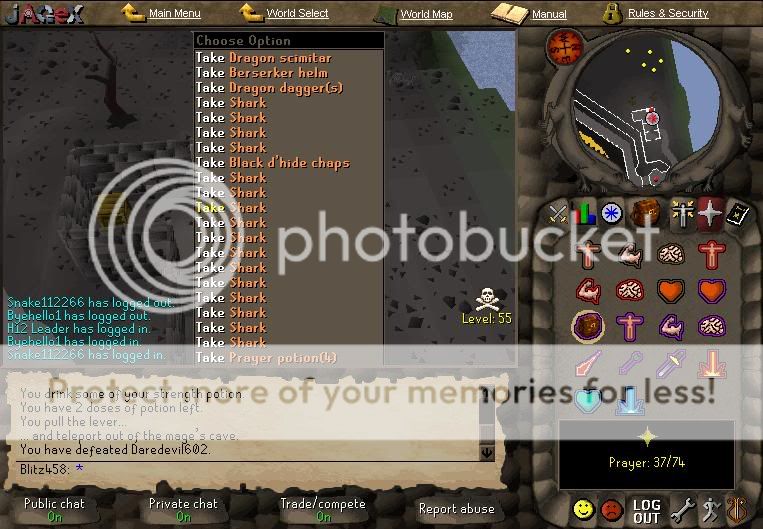 JAGEX
Main Menu
World Select
World Map
Manual
Rules & Security
Choose Option
Take Dragon scimitar
Take Berserker helm
Take Dragon dagger(s)
Take Shark
Take Shark
Take Shark
Take Shark
Take Black d'hide chaps
Take Shark
Take Shark
Take Shark
Take Shark
Take Shark
Take Shark
Take Shark
Take Shark
Take Shark
Take Shark
Take Shark
Take Shark
Take Prayer potion(4)
photobucket
Snake112266 has logged out.
Byehello1 has logged out.
H12 Leader has logged in.
Byehello1 has logged in.
Snake112266 has logged in.
Level: 55
Protect more of your memories for less!
You drink some of your strength potion.
You have 2 doses of potion left.
You pull the lever...
... and teleport out of the mage's cave.
You have defeated Daredevil602.
Blitz458: *
Prayer: 37/74
Public chat
On
Private chat
On
Trade/compete
On
Report abuse
LOG
OUT